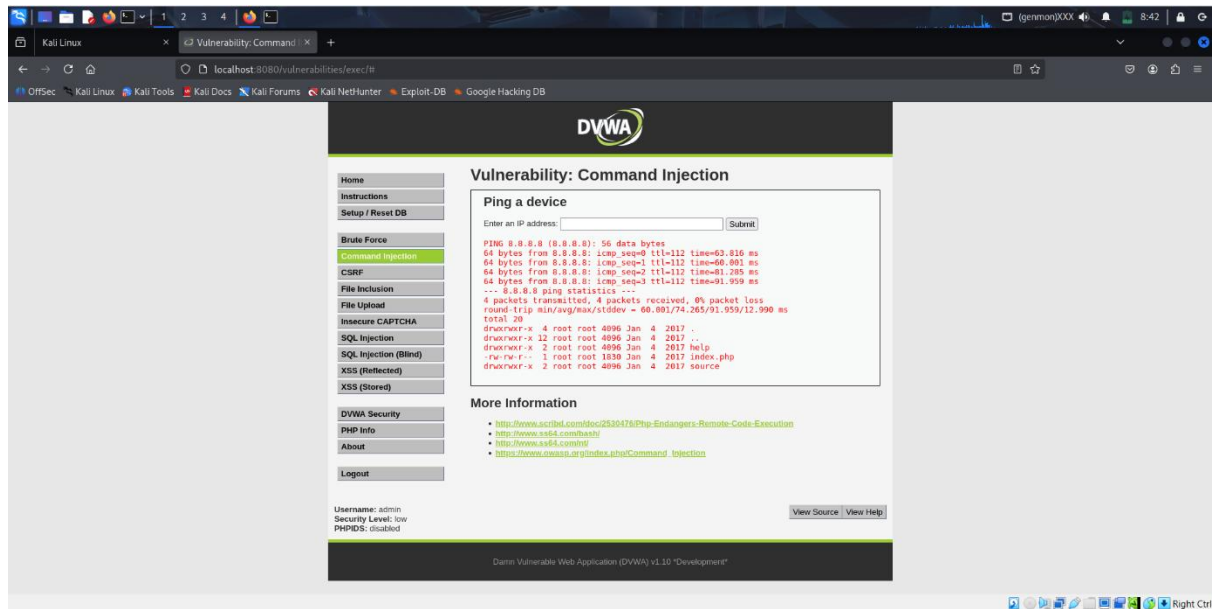 1 2 3 4
(genmon)XXX
8:42
Kali Linux
Vulnerability: Command I
localhost:8080/vulnerabilities/exec/#
OffSec
Kali Linux
Kali Tools
Kali Docs
Kali Forums
Kali NetHunter
Exploit-DB
Google Hacking DB
DVWA
Home
Instructions
Setup / Reset DB
Brute Force
Command Injection
CSRF
File Inclusion
File Upload
Insecure CAPTCHA
SQL Injection
SQL Injection (Blind)
XSS (Reflected)
XSS (Stored)
DVWA Security
PHP Info
About
Logout
Vulnerability: Command Injection
Ping a device
Enter an IP address:
Submit
PING 8.8.8.8 (8.8.8.8): 56 data bytes
64 bytes from 8.8.8.8: icmp_seq=0 ttl=112 time=63.816 ms
64 bytes from 8.8.8.8: icmp_seq=1 ttl=112 time=60.001 ms
64 bytes from 8.8.8.8: icmp_seq=2 ttl=112 time=81.285 ms
64 bytes from 8.8.8.8: icmp_seq=3 ttl=112 time=91.959 ms
--- 8.8.8.8 ping statistics ---
4 packets transmitted, 4 packets received, 0% packet loss
round-trip min/avg/max/stddev = 60.001/74.265/91.959/12.990 ms
total 20
drwxrwxr-x 4 root root 4096 Jan 4 2017 .
drwxrwxr-x 12 root root 4096 Jan 4 2017 ..
drwxrwxr-x 2 root root 4096 Jan 4 2017 help
-rw-rw-r-- 1 root root 1830 Jan 4 2017 index.php
drwxrwxr-x 2 root root 4096 Jan 4 2017 source
More Information
http://www.scribd.com/doc/2530476/Php-Endangers-Remote-Code-Execution
http://www.ss64.com/bash/
http://www.ss64.com/nt/
https://www.owasp.org/index.php/Command_Injection
Username: admin
Security Level: low
PHPIDS: disabled
View Source
View Help
Damn Vulnerable Web Application (DVWA) v1.10 *Development*
Right Ctrl